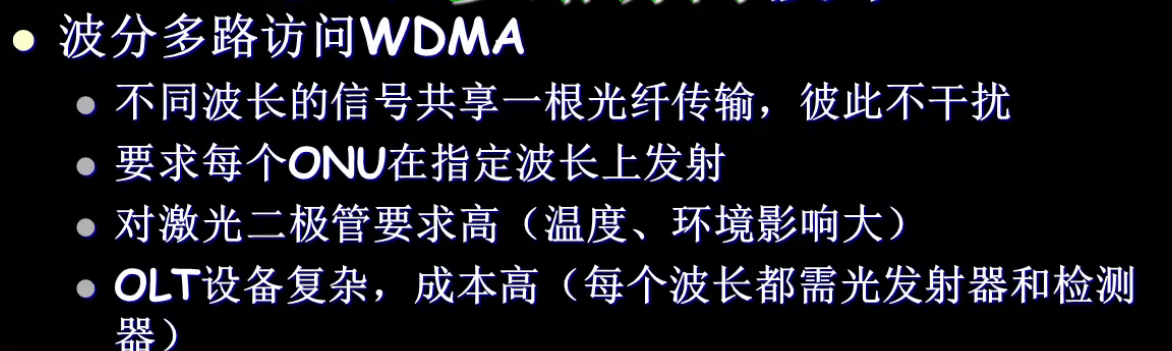 波分多路访问WDMA
不同波长的信号共享一根光纤传输，彼此不干扰
要求每个ONU在指定波长上发射
对激光二极管要求高（温度、环境影响大）
OLT设备复杂，成本高（每个波长都需光发射器和检测
器）